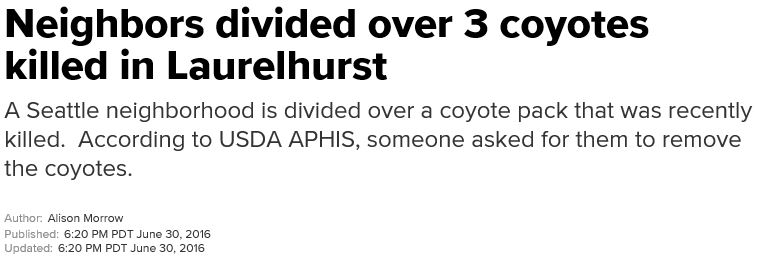 Neighbors divided over 3 coyotes
killed in Laurelhurst
A Seattle neighborhood is divided over a coyote pack that was recently
killed.  According to USDA APHIS, someone asked for them to remove
the coyotes.
Author: Alison Morrow
Published: 6:20 PM PDT June 30, 2016
Updated: 6:20 PM PDT June 30, 2016